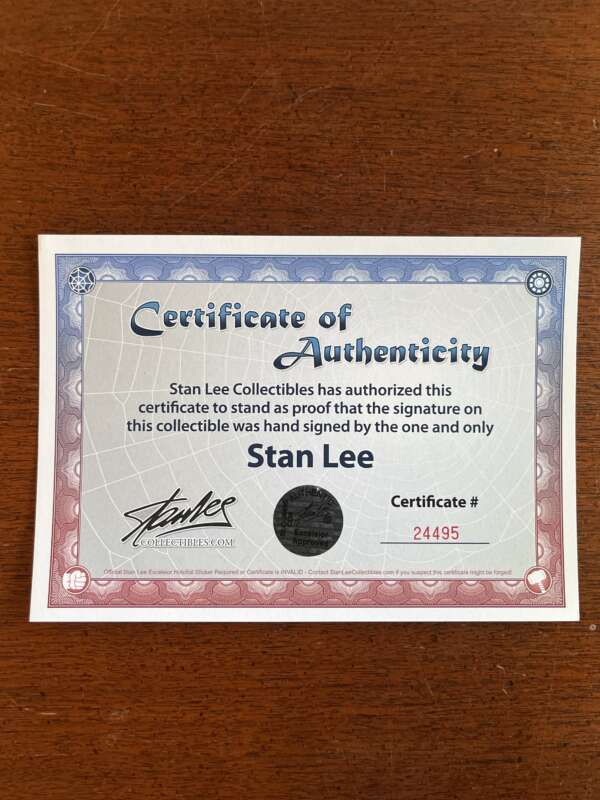 Certificate of
Authenticity
Stan Lee Collectibles has authorized this
certificate to stand as proof that the signature on
this collectible was hand signed by the one and only
Stan Lee
Stan Lee
COLLECTIBLES.COM
Excelsior
Approved
Certificate #
24495
Official Stan Lee Excelsior Holofoil Sticker Required or Certificate is INVALID - Contact StanLeeCollectibles.com if you suspect this certificate might be forged!